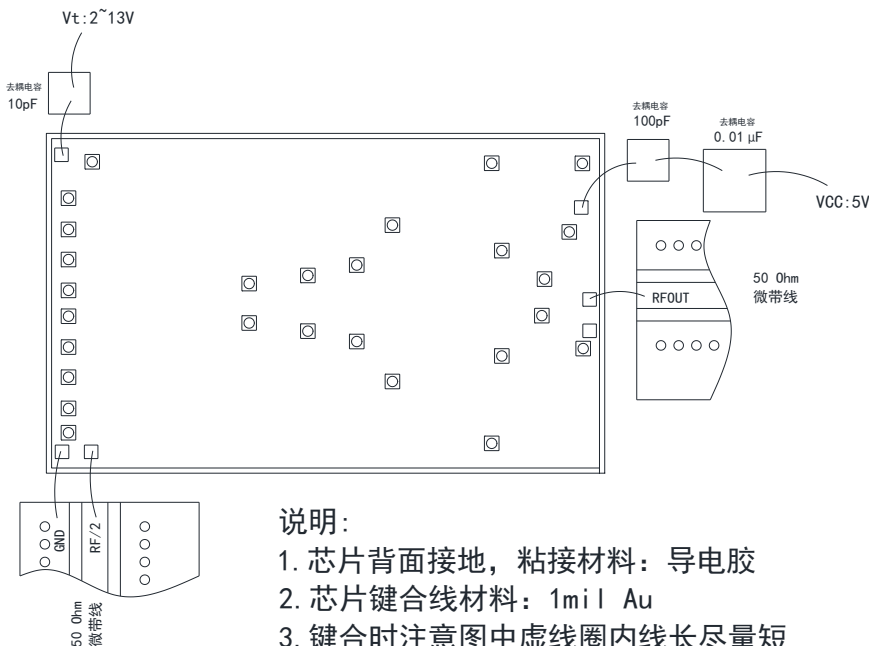 Vt:2~13V
去耦电容
10pF
去耦电容
100pF
去耦电容
0.01μF
VCC:5V
RFOUT
50 Ohm
微带线
GND
RF/2
50 Ohm
微带线
说明:
1.芯片背面接地，粘接材料：导电胶
2.芯片键合线材料：1mil Au
3.键合时注意图中虚线圈内线长尽量短